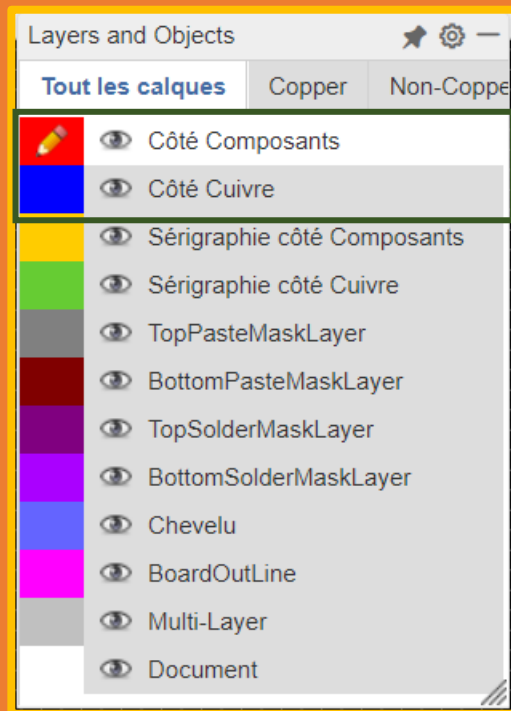 Layers and Objects
Tout les calques Copper Non-Coppe
Côté Composants
Côté Cuivre
Sérigraphie côté Composants
Sérigraphie côté Cuivre
TopPasteMaskLayer
BottomPasteMaskLayer
TopSolderMaskLayer
BottomSolderMaskLayer
Chevelu
BoardOutLine
Multi-Layer
Document